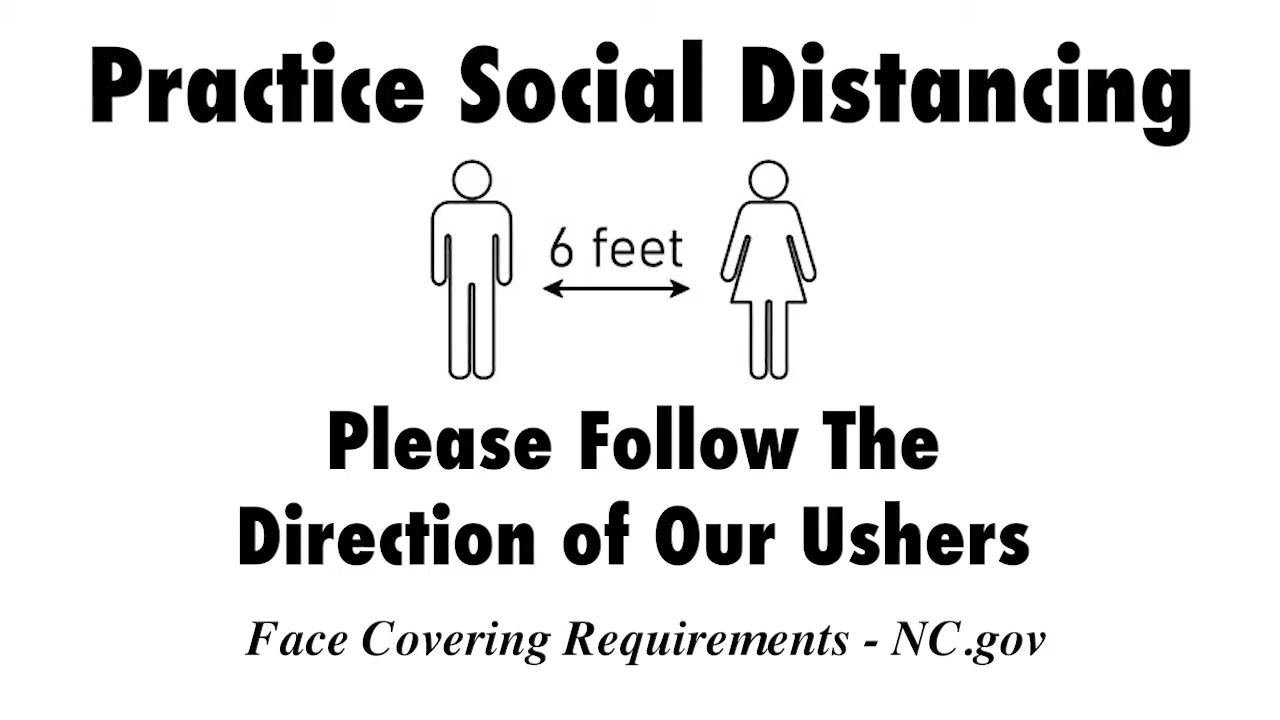 Practice Social Distancing
6 feet
Please Follow The
Direction of Our Ushers
Face Covering Requirements - NC.gov